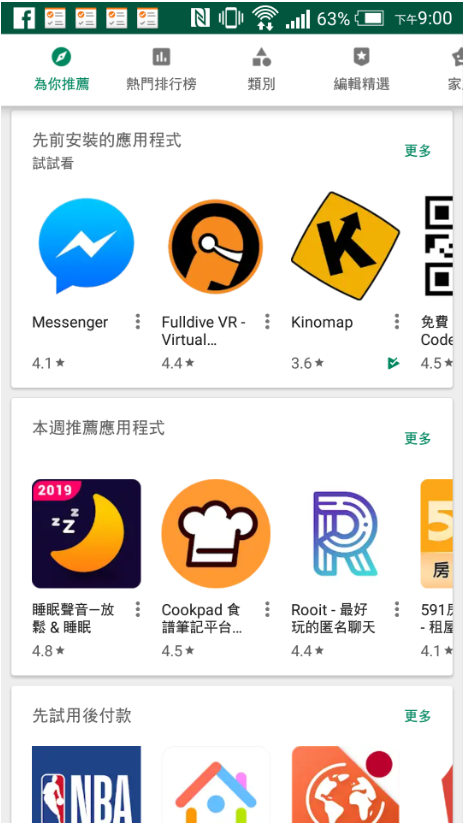 63% 下午9:00
為你推薦 熱門排行榜 類別 編輯精選 家
先前安裝的應用程式
試試看
更多
Messenger Fulldive VR - Kinomap 免費
Virtual... Code
4.1★ 4.4★ 3.6★ 4.5★
本週推薦應用程式
更多
2019
z z Z
5
房
睡眠聲音—放 Cookpad 食 Rooit - 最好 591房
鬆 & 睡眠 譜筆記平台... 玩的匿名聊天 - 租屋
4.8★ 4.5★ 4.4★ 4.1★
先試用後付款
更多
NBA